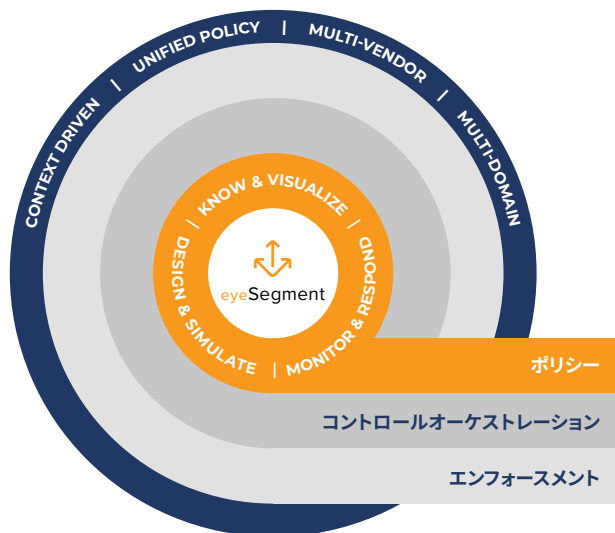 CONTEXT DRIVEN | UNIFIED POLICY | MULTI-VENDOR | MULTI-DOMAIN
DESIGN & SIMULATE | KNOW & VISUALIZE | MONITOR & RESPOND |
eyeSegment
ポリシー
コントロールオーケストレーション
エンフォースメント